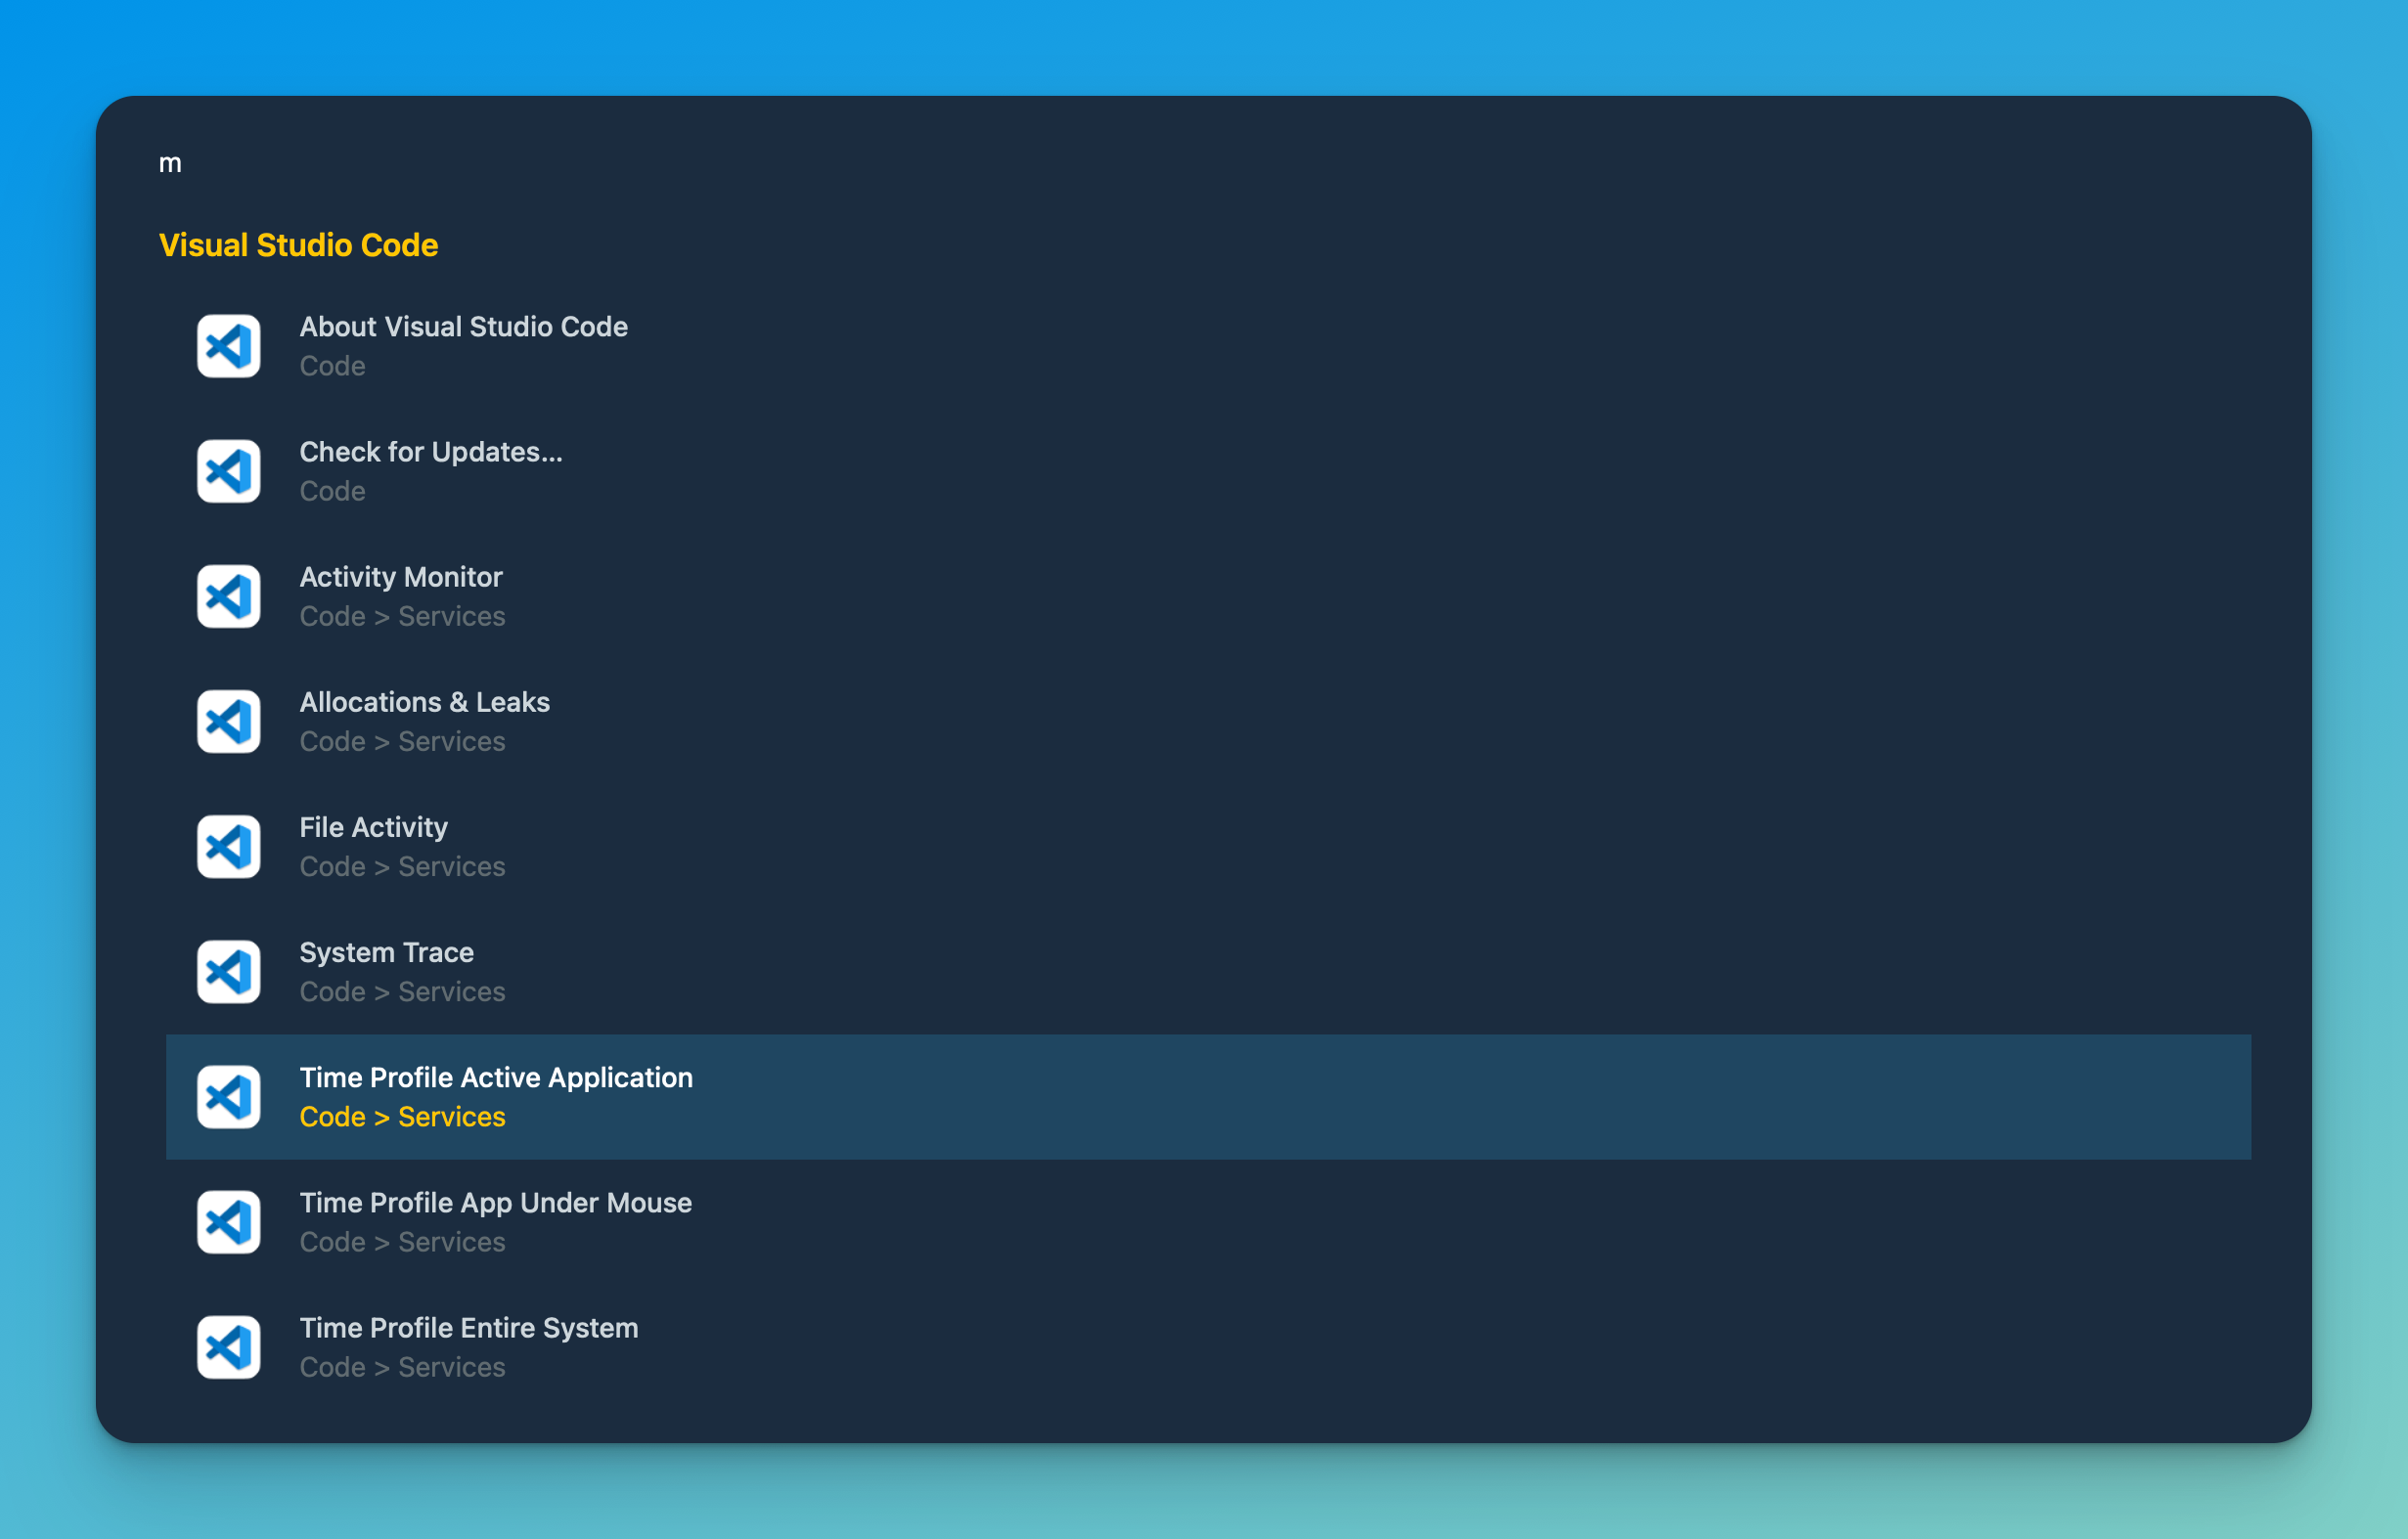 m
Visual Studio Code
About Visual Studio Code
Code
Check for Updates...
Code
Activity Monitor
Code > Services
Allocations & Leaks
Code > Services
File Activity
Code > Services
System Trace
Code > Services
Time Profile Active Application
Code > Services
Time Profile App Under Mouse
Code > Services
Time Profile Entire System
Code > Services